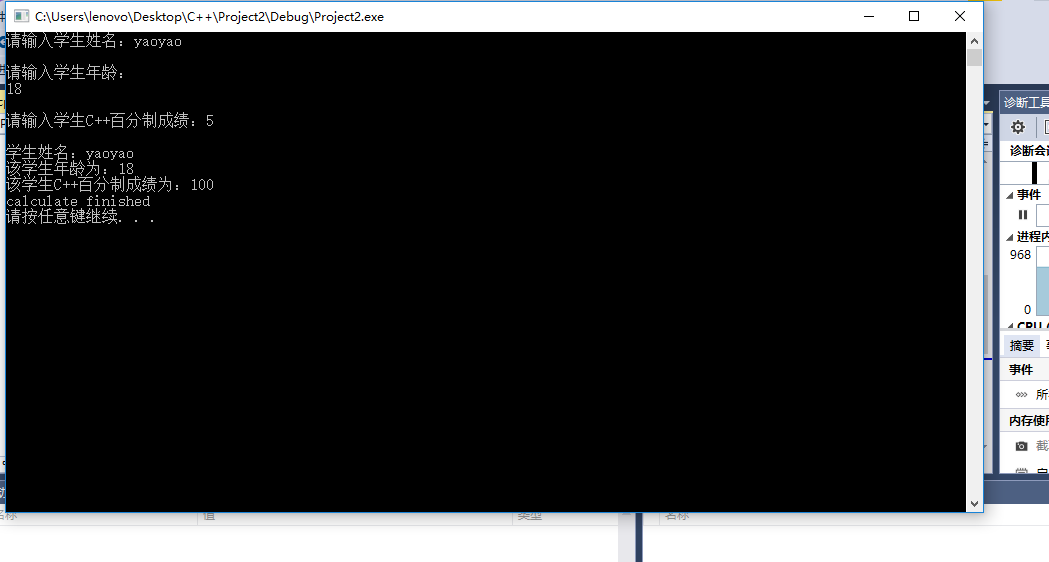 C:\Users\lenovo\Desktop\C++\Project2\Debug\Project2.exe
请输入学生姓名：yaoyao
请输入学生年龄：
18
请输入学生C++百分制成绩：5
学生姓名：yaoyao
该学生年龄为：18
该学生C++百分制成绩为：100
calculate finished
请按任意键继续. . .
诊断工具
诊断会
事件
进程内
968
0
摘要
事件
所
内存使用
名称
值
类型
名称